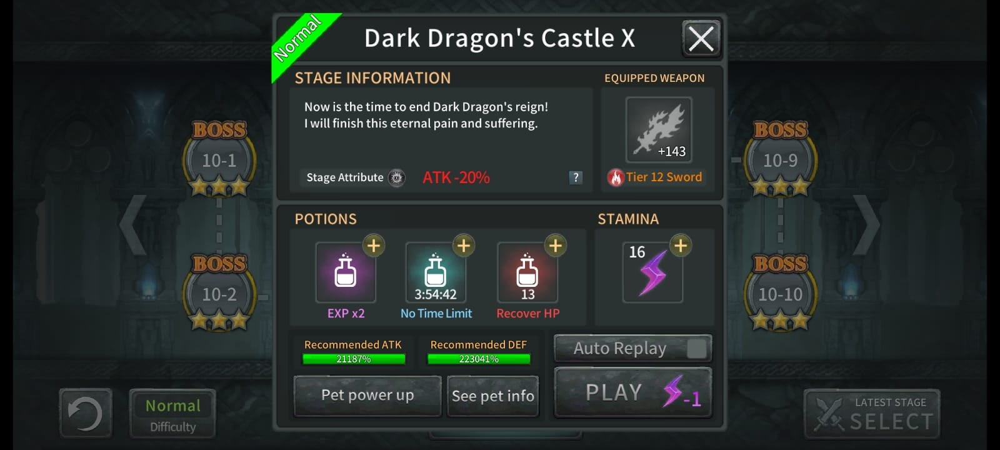 Normal
Dark Dragon's Castle X
STAGE INFORMATION
EQUIPPED WEAPON
Now is the time to end Dark Dragon's reign!
I will finish this eternal pain and suffering.
+143
Stage Attribute
ATK -20%
?
Tier 12 Sword
BOSS
10-1
BOSS
10-2
BOSS
10-9
BOSS
10-10
POTIONS
STAMINA
16
3:54:42
13
EXP x2
No Time Limit
Recover HP
Recommended ATK
21187%
Recommended DEF
223041%
Auto Replay
Pet power up
See pet info
PLAY
-1
Normal
Difficulty
LATEST STAGE
SELECT